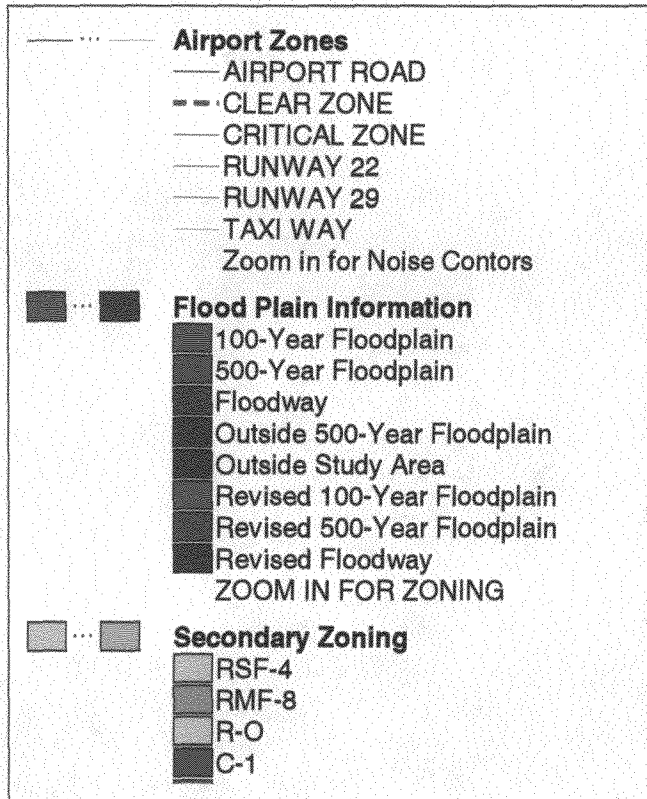 Airport Zones
AIRPORT ROAD
CLEAR ZONE
CRITICAL ZONE
RUNWAY 22
RUNWAY 29
TAXI WAY
Zoom in for Noise Contors
Flood Plain Information
100-Year Floodplain
500-Year Floodplain
Floodway
Outside 500-Year Floodplain
Outside Study Area
Revised 100-Year Floodplain
Revised 500-Year Floodplain
Revised Floodway
ZOOM IN FOR ZONING
Secondary Zoning
RSF-4
RMF-8
R-O
C-1